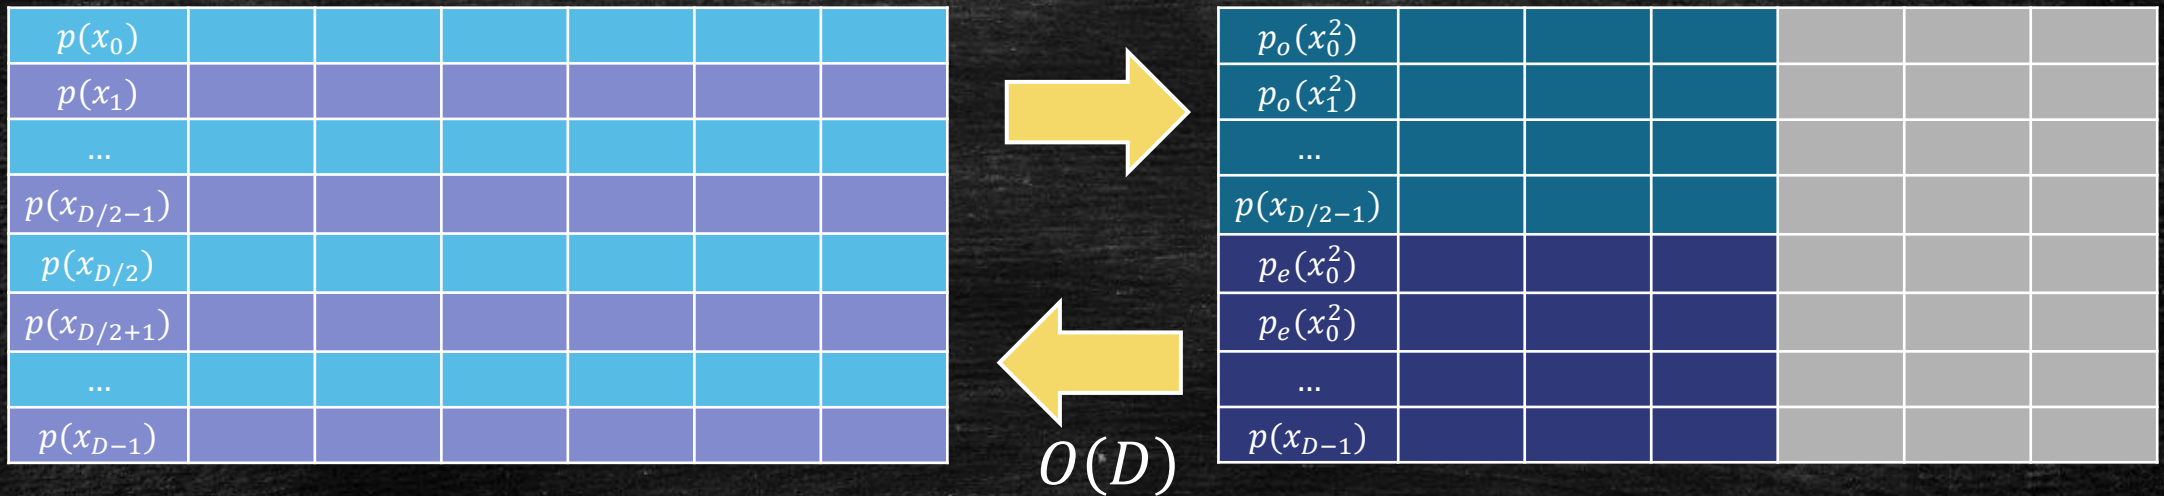 p(x_0)
p(x_1)
...
p(x_{D/2−1})
p(x_{D/2})
p(x_{D/2+1})
...
p(x_{D−1})
O(D)
p_o(x_0^2)
p_o(x_1^2)
...
p(x_{D/2−1})
p_e(x_0^2)
p_e(x_0^2)
...
p(x_{D−1})